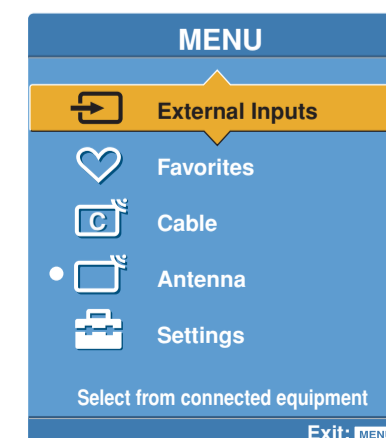 MENU
External Inputs
Favorites
C Cable
Antenna
Settings
Select from connected equipment
Exit: MENU